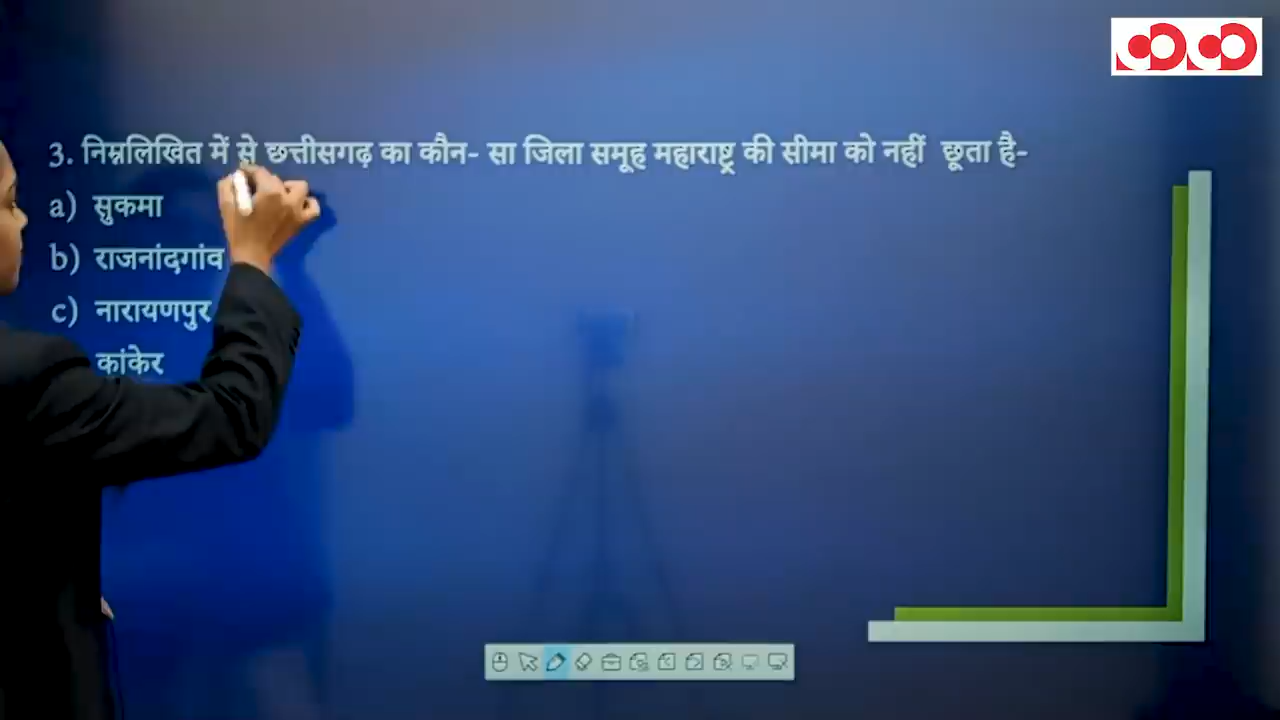 3. निम्नलिखित में से छत्तीसगढ़ का कौन- सा जिला समूह महाराष्ट्र की सीमा को नहीं छूता है-
a) सुकमा
b) राजनांदगांव
c) नारायणपुर
कांकेर